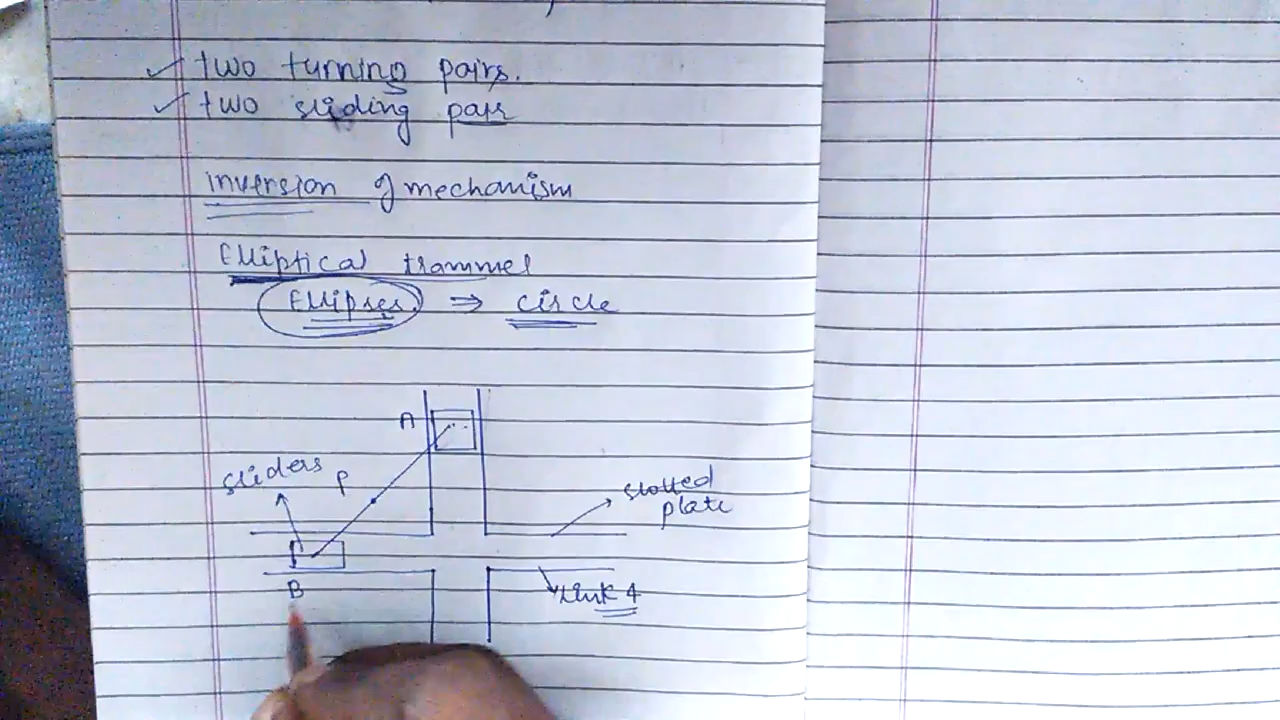 two turning pairs.
two sliding pair
inversion of mechanism
Elliptical trammel
Ellipses. ⇒ circle
A
sliders P
slotted
plate
B
Link 4